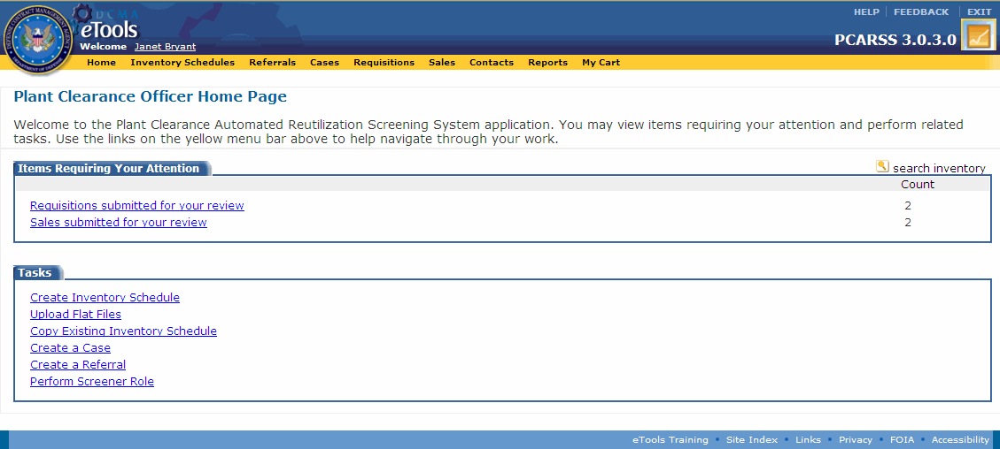 HELP FEEDBACK EXIT
DCMA
eTools
Welcome Janet Bryant
PCARSS 3.0.3.0
Home Inventory Schedules Referrals Cases Requisitions Sales Contacts Reports My Cart
Plant Clearance Officer Home Page
Welcome to the Plant Clearance Automated Reutilization Screening System application. You may view items requiring your attention and perform related
tasks. Use the links on the yellow menu bar above to help navigate through your work.
Items Requiring Your Attention
search inventory
Count
Requisitions submitted for your review 2
Sales submitted for your review 2
Tasks
Create Inventory Schedule
Upload Flat Files
Copy Existing Inventory Schedule
Create a Case
Create a Referral
Perform Screener Role
eTools Training • Site Index • Links • Privacy • FOIA • Accessibility